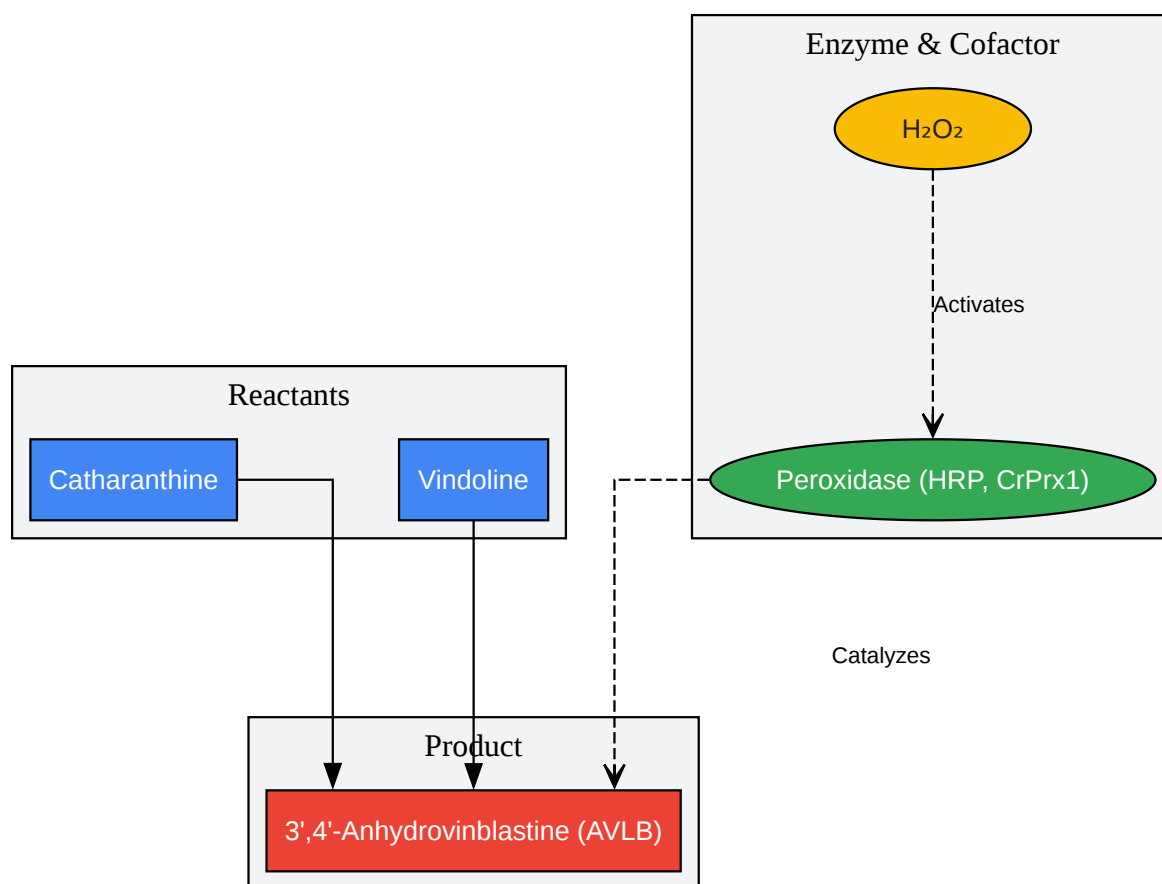 Enzyme & Cofactor
H₂O₂
Activates
Reactants
Catharanthine
Vindoline
Peroxidase (HRP, CrPrx1)
Catalyzes
Product
3',4'-Anhydrovinblastine (AVLB)